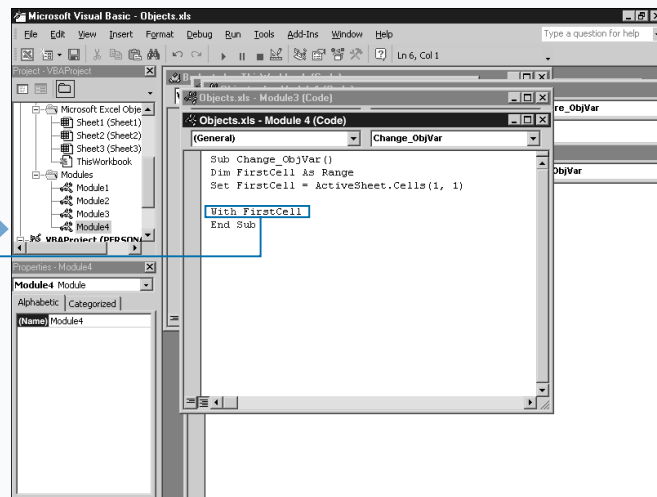 Microsoft Visual Basic - Objects.xls
File Edit View Insert Format Debug Run Tools Add-Ins Window Help
Type a question for help
Ln 6, Col 1
Project - VBAProject
Microsoft Excel Obje
Sheet1 (Sheet1)
Sheet2 (Sheet2)
Sheet3 (Sheet3)
ThisWorkbook
Modules
Module1
Module2
Module3
Module4
VBAProject (PERSONA
Properties - Module4
Module4 Module
Alphabetic Categorized
(Name) Module4
Objects.xls - Module3 (Code)
re_ObjVar
ObjVar
Objects.xls - Module 4 (Code)
(General) Change_ObjVar
Sub Change_ObjVar()
Dim FirstCell As Range
Set FirstCell = ActiveSheet.Cells(1, 1)
With FirstCell
End Sub